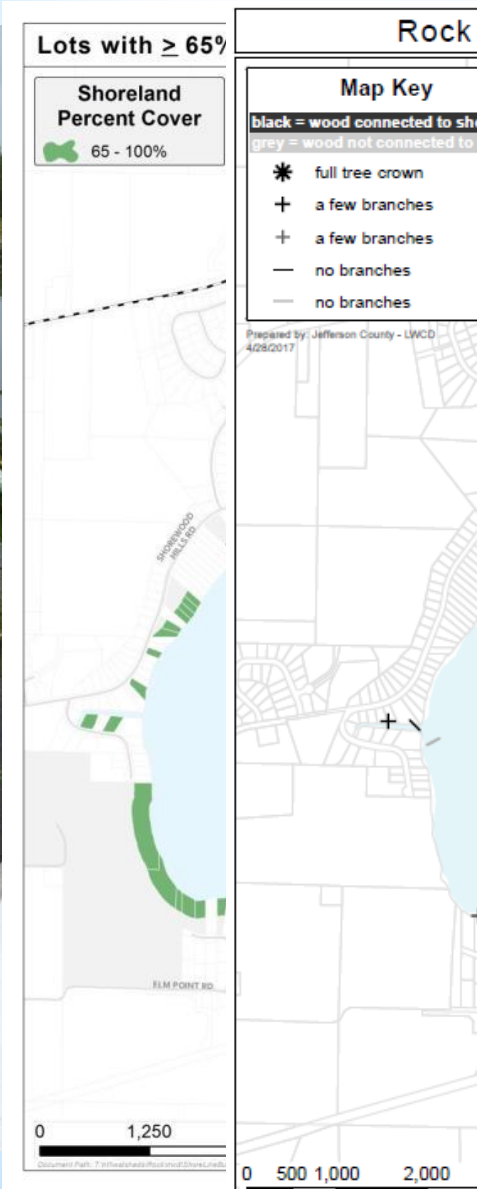 Lots with ≥ 65%
Shoreland
Percent Cover
65 - 100%
SHOREWOOD
HILLS RD
ELM POINT RD
0 1,250
Rock
Map Key
black = wood connected to sho
grey = wood not connected to
full tree crown
a few branches
a few branches
no branches
no branches
Prepared by: Jefferson County - LWCD
4/28/2017
0 500 1,000 2,000